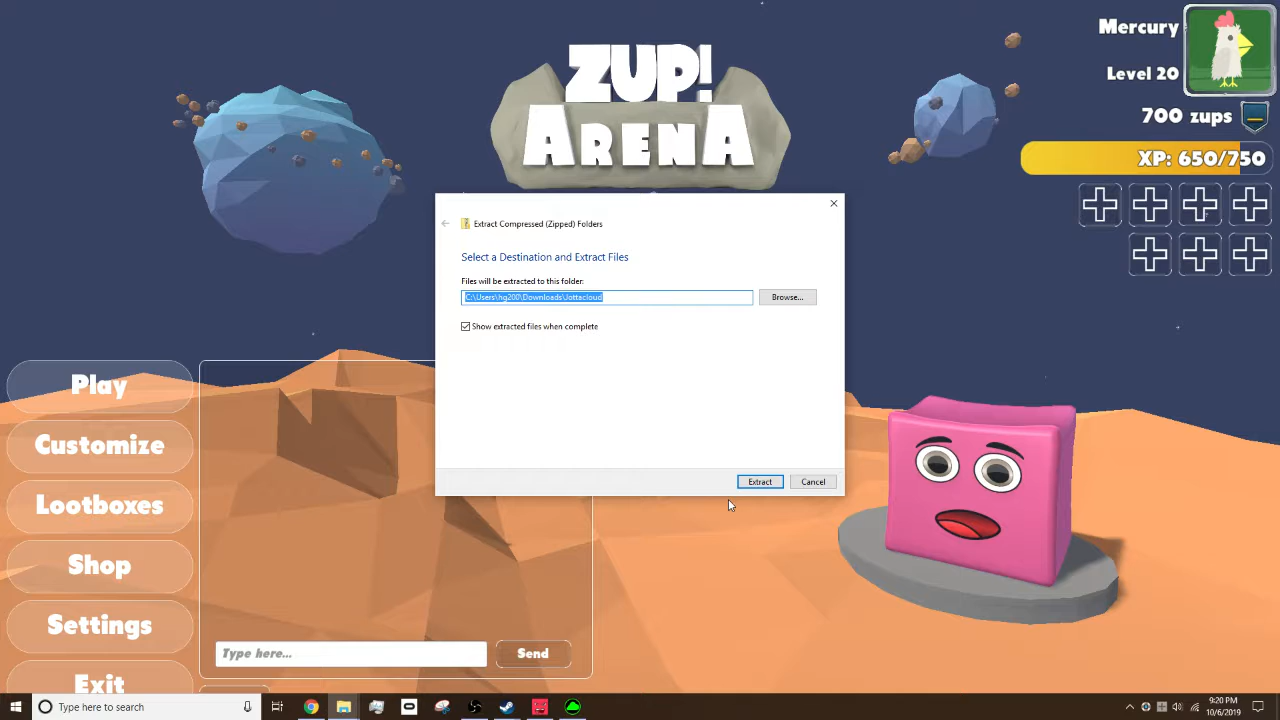 ZUP!
ARENA
Mercury
Level 20
700 zups
XP: 650/750
Extract Compressed (Zipped) Folders
Select a Destination and Extract Files
Files will be extracted to this folder:
C:\Users\hg200\Downloads\Jottacloud
Browse...
Show extracted files when complete
Extract
Cancel
Play
Customize
Lootboxes
Shop
Settings
Exit
Type here...
Send
Type here to search
9:20 PM
10/6/2019